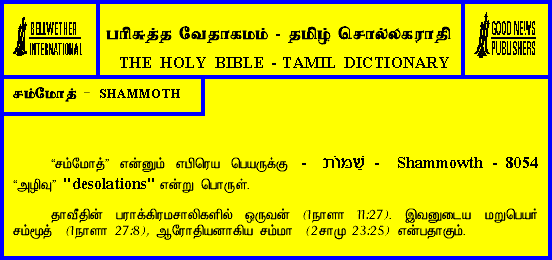 BELLWETHER
INTERNATIONAL
பரிசுத்த வேதாகமம் - தமிழ் சொல்லகராதி
THE HOLY BIBLE - TAMIL DICTIONARY
GOOD NEWS
PUBLISHERS
சம்மோத் - SHAMMOTH
“சம்மோத்” என்னும் எபிரெய பெயருக்கு - שַׁמּוֹת - Shammowth - 8054
“அழிவு” "desolations" என்று பொருள்.
தாவீதின் பராக்கிரமசாலிகளில் ஒருவன் (1நாளா 11:27). இவனுடைய மறுபெயர்
சம்மூத் (1நாளா 27:8), ஆரோதியனாகிய சம்மா (2சாமு 23:25) என்பதாகும்.